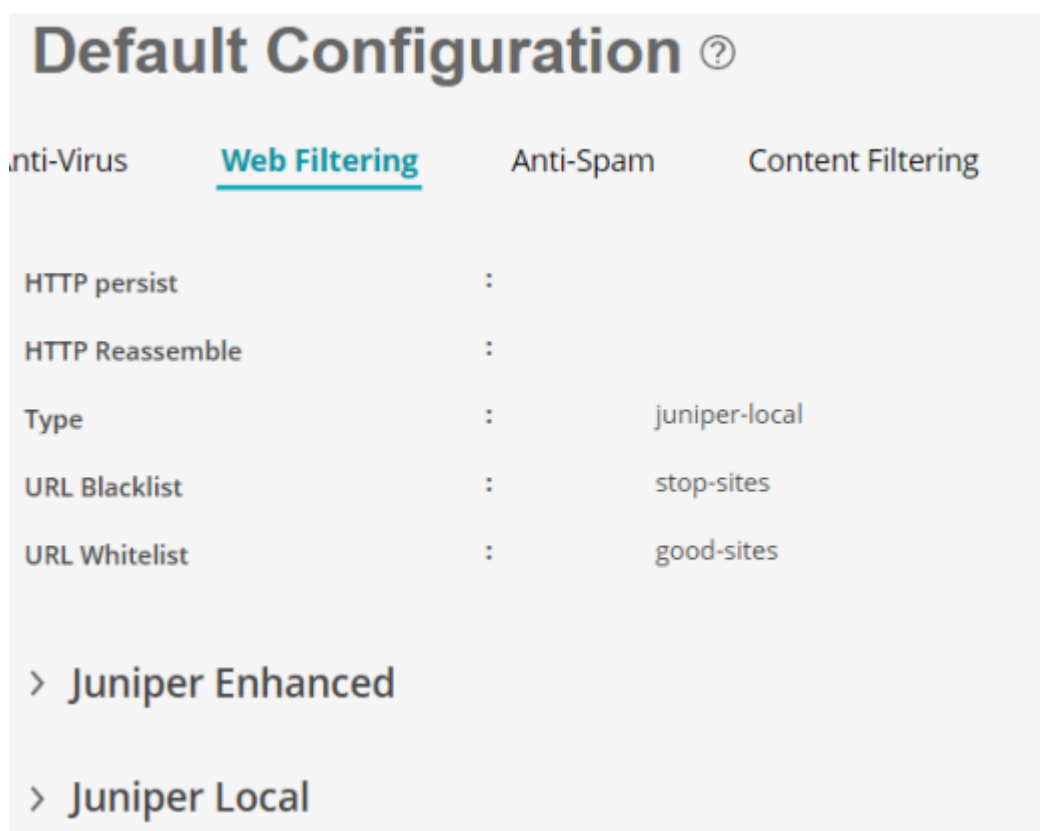 Default Configuration ?
nti-Virus Web Filtering Anti-Spam Content Filtering
HTTP persist :
HTTP Reassemble :
Type : juniper-local
URL Blacklist : stop-sites
URL Whitelist : good-sites
> Juniper Enhanced
> Juniper Local